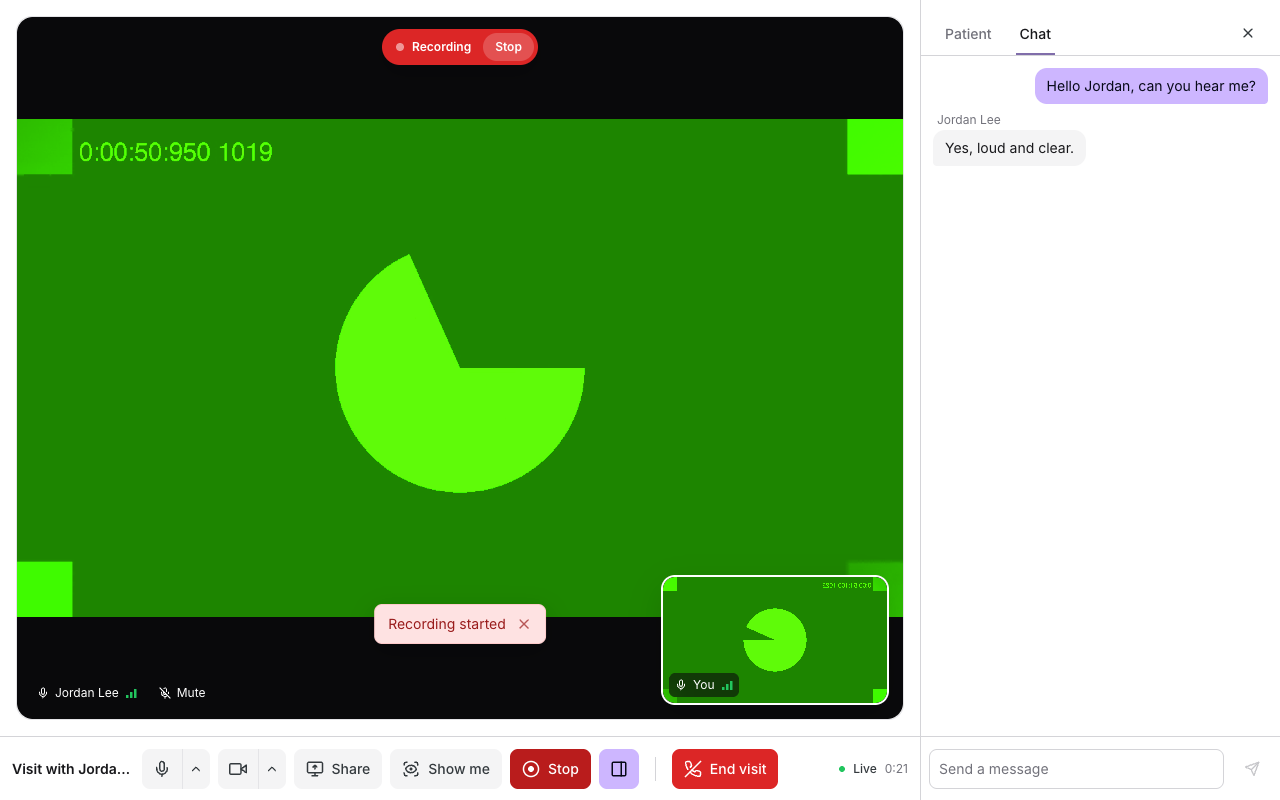 Recording
Stop
0:00:50:950 1019
Recording started
Jordan Lee
Mute
You
Visit with Jorda...
Share
Show me
Stop
End visit
Live 0:21
Patient
Chat
Hello Jordan, can you hear me?
Jordan Lee
Yes, loud and clear.
Send a message